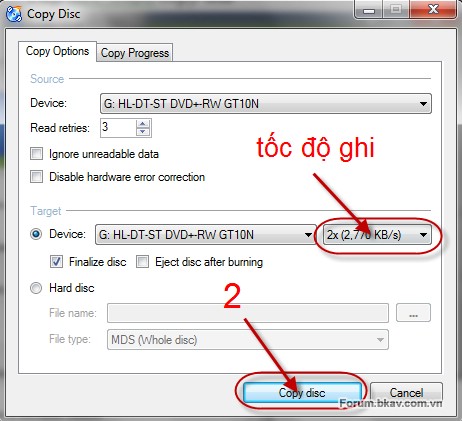 Copy Disc
Copy Options
Copy Progress
Source
Device: G: HL-DT-ST DVD+-RW GT10N
Read retries: 3
Ignore unreadable data
tốc độ ghi
Disable hardware error correction
Target
Device: G: HL-DT-ST DVD+-RW GT10N 2x (2,770 KB/s)
Finalize disc Eject disc after burning
Hard disc
2
File name: ...
File type: MDS (Whole disc)
Copy disc Cancel
Forum.bkav.com.vn